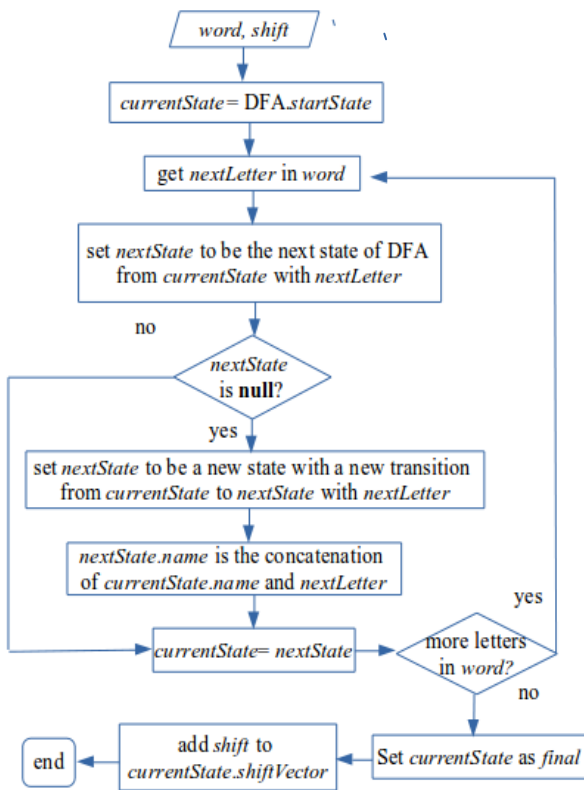 word, shift
currentState= DFA.startState
get nextLetter in word
set nextState to be the next state of DFA
from currentState with nextLetter
no
nextState
is null?
yes
set nextState to be a new state with a new transition
from currentState to nextState with nextLetter
nextState.name is the concatenation
of currentState.name and nextLetter
currentState= nextState
more letters
in word?
yes
no
Set currentState as final
add shift to
currentState.shiftVector
end